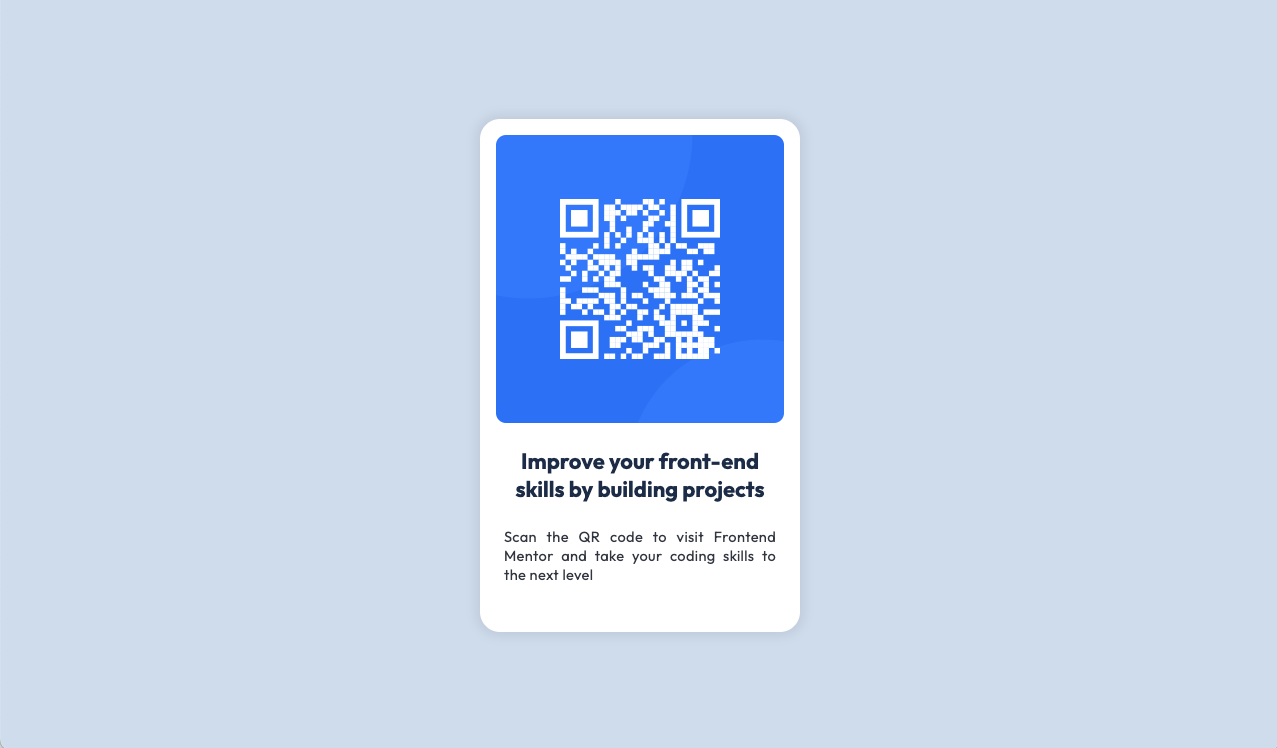 Improve your front-end
skills by building projects
Scan the QR code to visit Frontend
Mentor and take your coding skills to
the next level